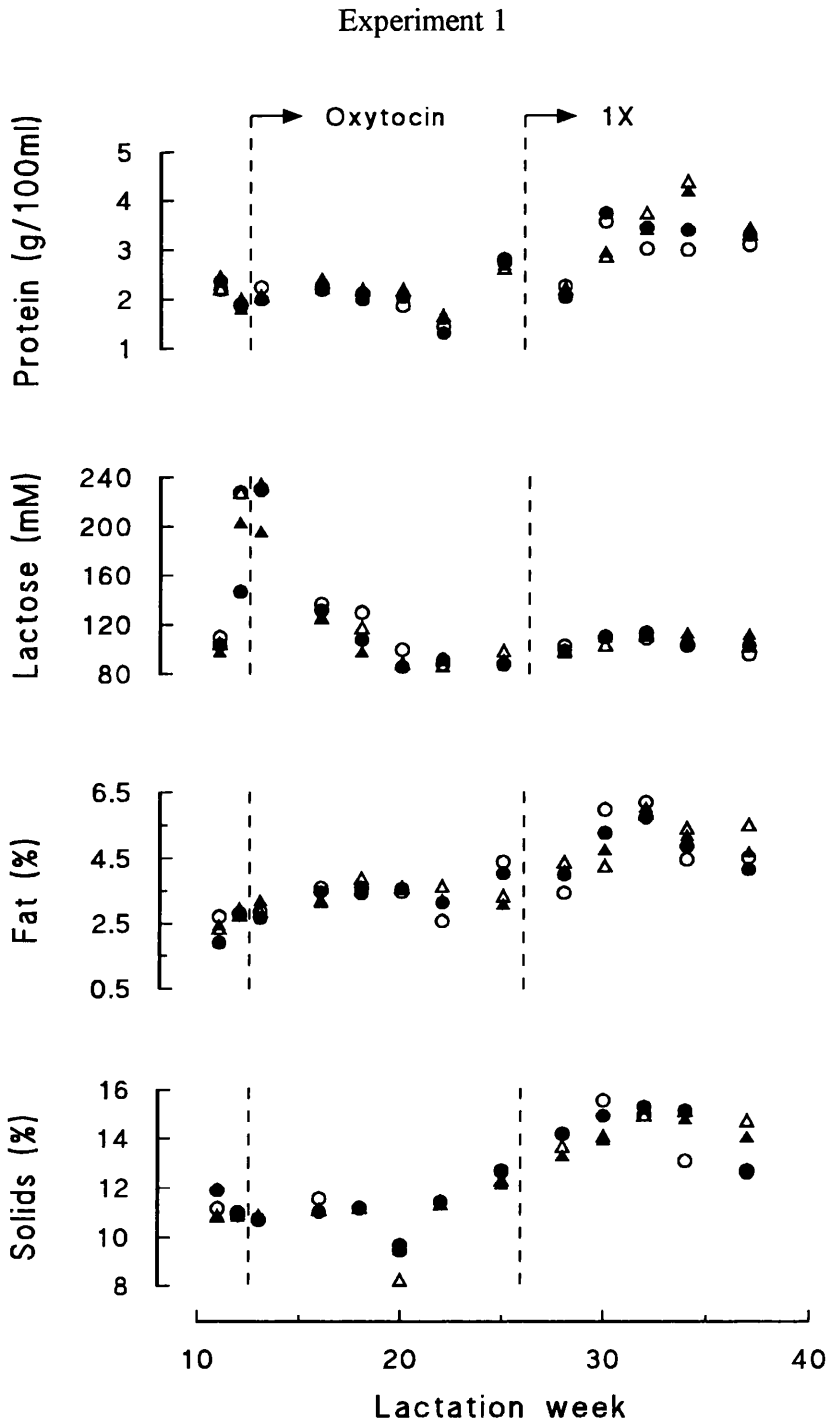 Experiment 1
Oxytocin
1X
Protein (g/100ml)
5
4
3
2
1
Lactose (mM)
240
200
160
120
80
Fat (%)
6.5
4.5
2.5
0.5
Solids (%)
16
14
12
10
8
10 20 30 40
Lactation week